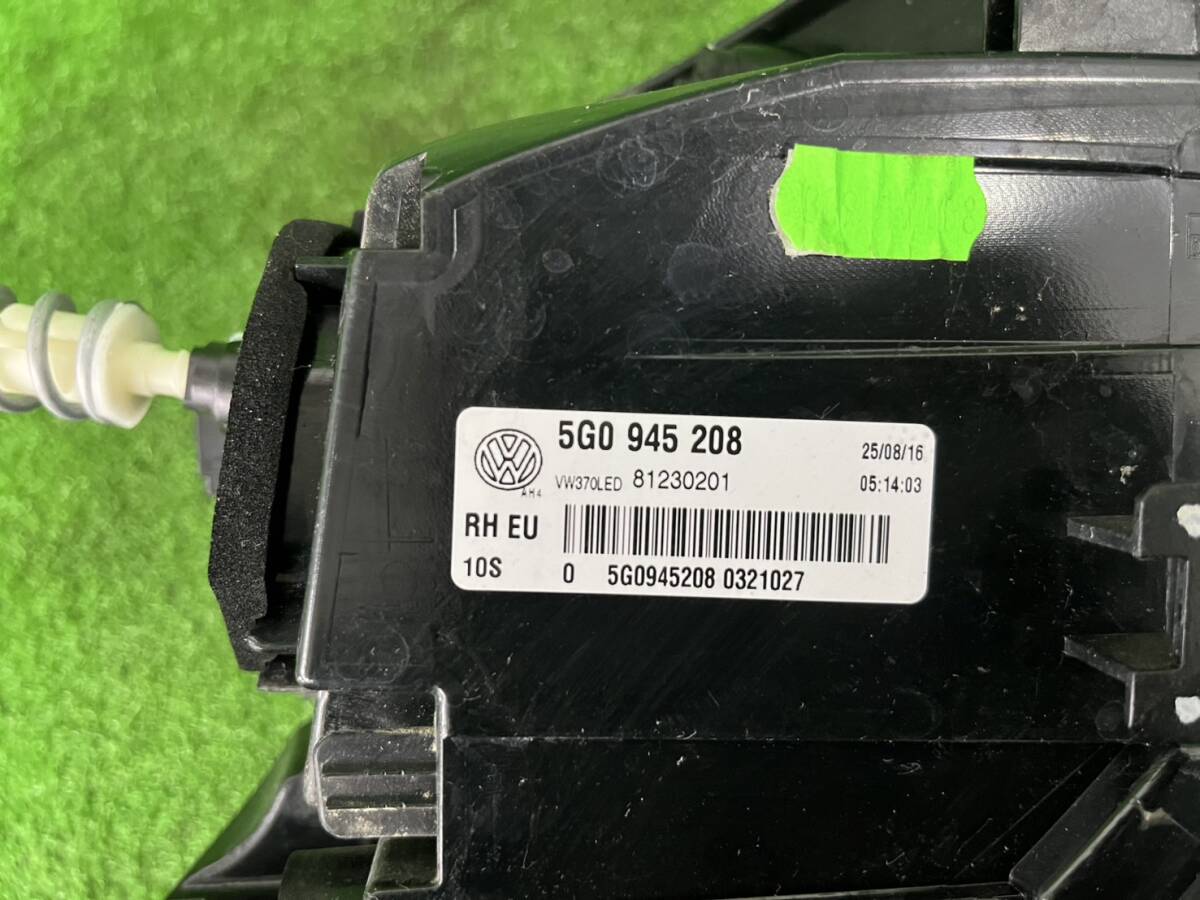 5G0 945 208
25/08/16
VW370LED 81230201
05:14:03
AH4
RH EU
10S
0 5G0945208 0321027